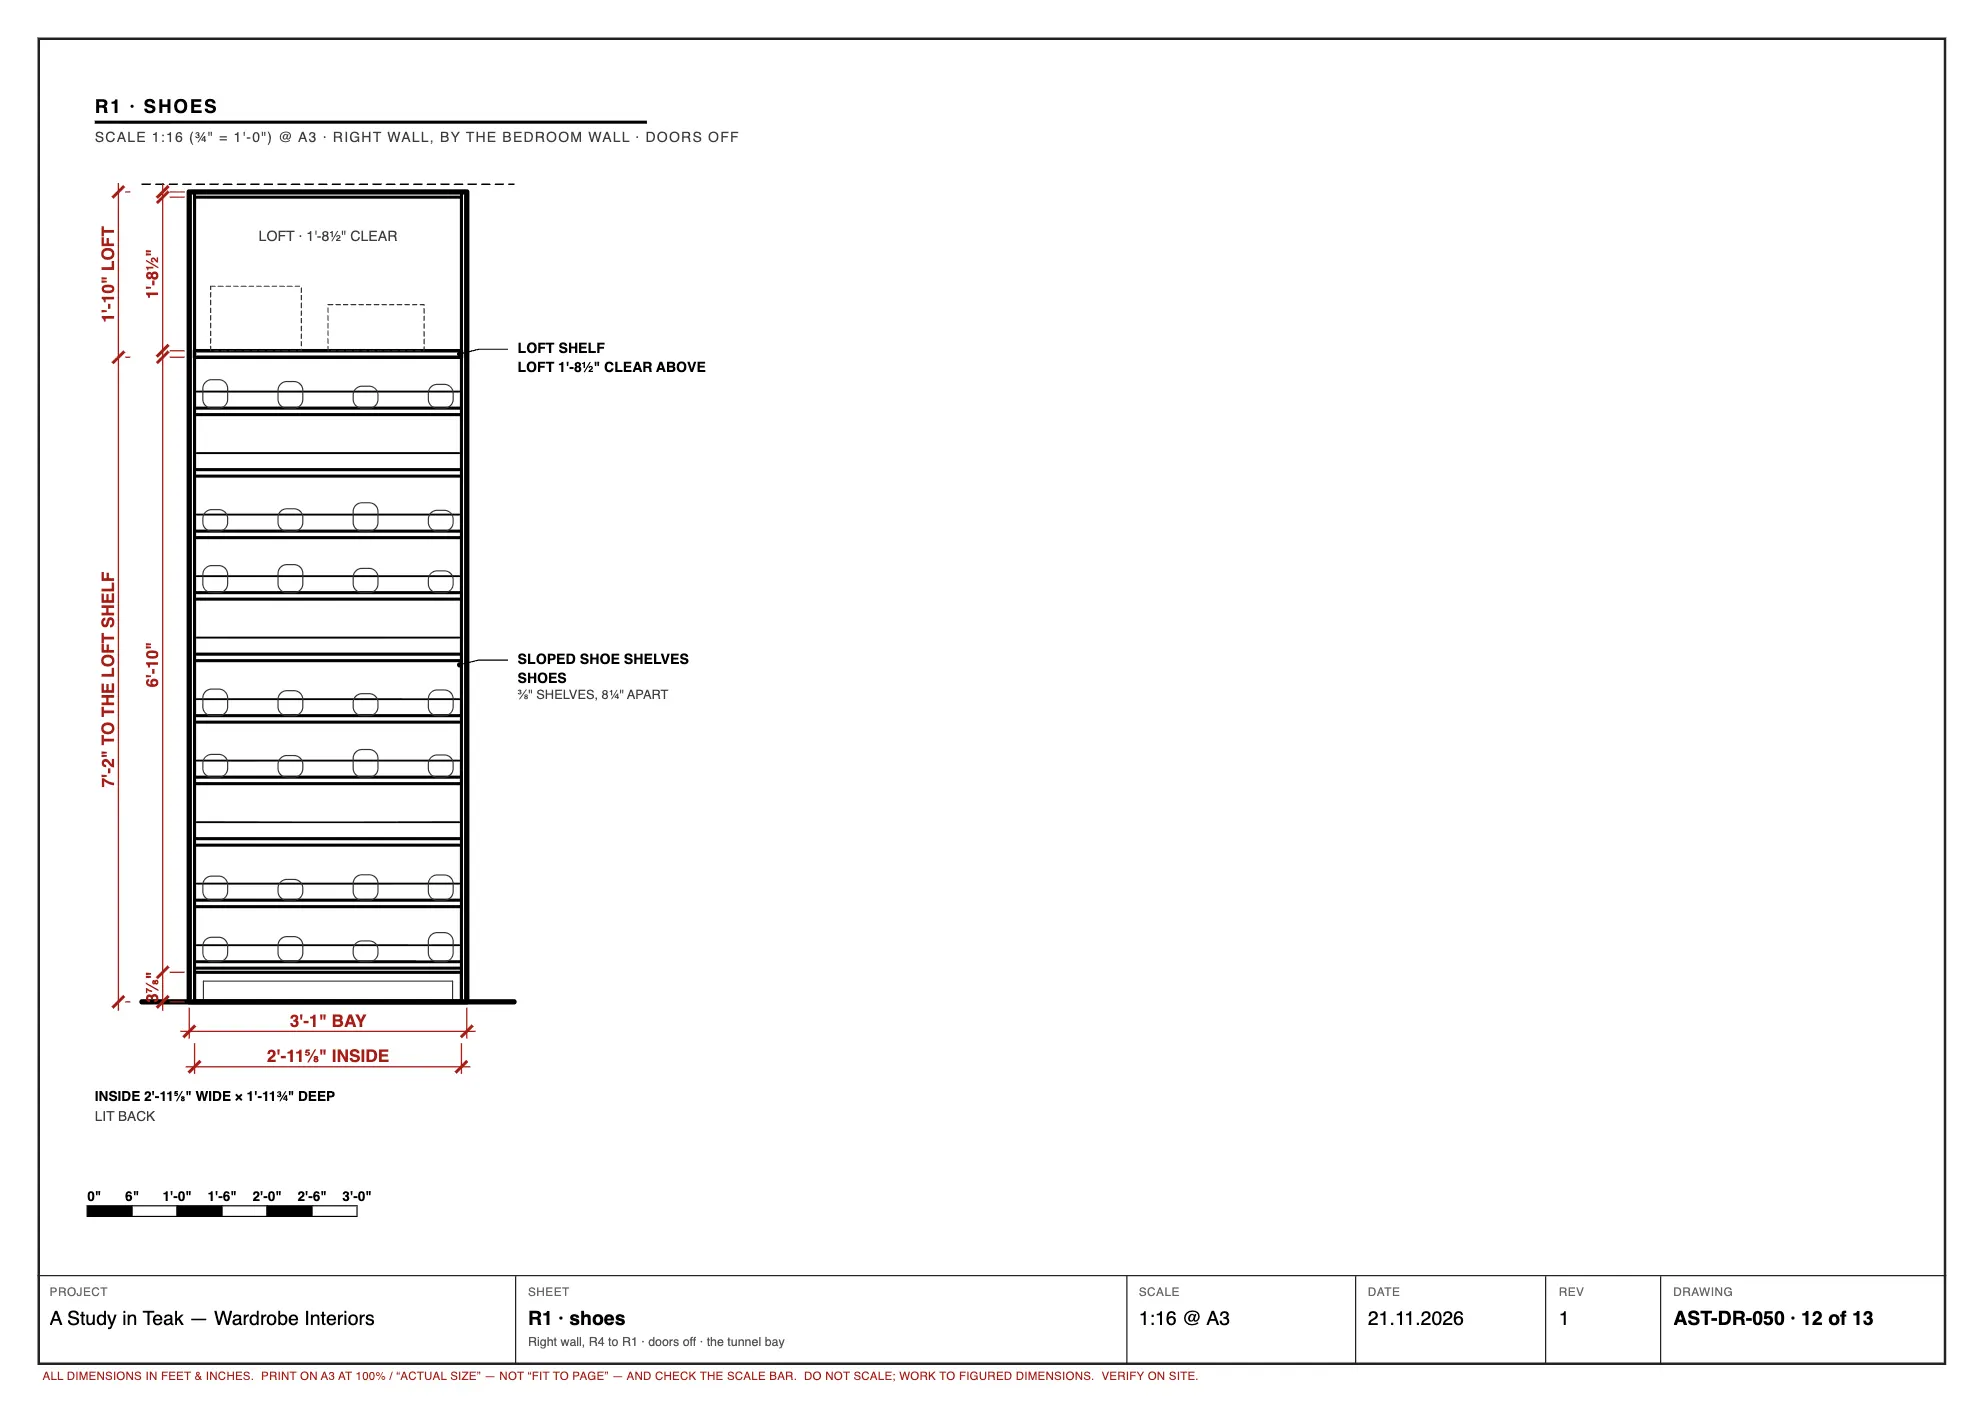 R1 · SHOES
SCALE 1:16 (¾" = 1'-0") @ A3 · RIGHT WALL, BY THE BEDROOM WALL · DOORS OFF
1'-10" LOFT
1'-8½"
LOFT · 1'-8½" CLEAR
LOFT SHELF
LOFT 1'-8½" CLEAR ABOVE
7'-2" TO THE LOFT SHELF
6'-10"
SLOPED SHOE SHELVES
SHOES
⅜" SHELVES, 8¼" APART
3⅞"
3'-1" BAY
2'-11⅝" INSIDE
INSIDE 2'-11⅝" WIDE × 1'-11¾" DEEP
LIT BACK
0" 6" 1'-0" 1'-6" 2'-0" 2'-6" 3'-0"
PROJECT
A Study in Teak — Wardrobe Interiors
SHEET
R1 · shoes
Right wall, R4 to R1 · doors off · the tunnel bay
SCALE
1:16 @ A3
DATE
21.11.2026
REV
1
DRAWING
AST-DR-050 · 12 of 13
ALL DIMENSIONS IN FEET & INCHES. PRINT ON A3 AT 100% / “ACTUAL SIZE” — NOT “FIT TO PAGE” — AND CHECK THE SCALE BAR. DO NOT SCALE; WORK TO FIGURED DIMENSIONS. VERIFY ON SITE.